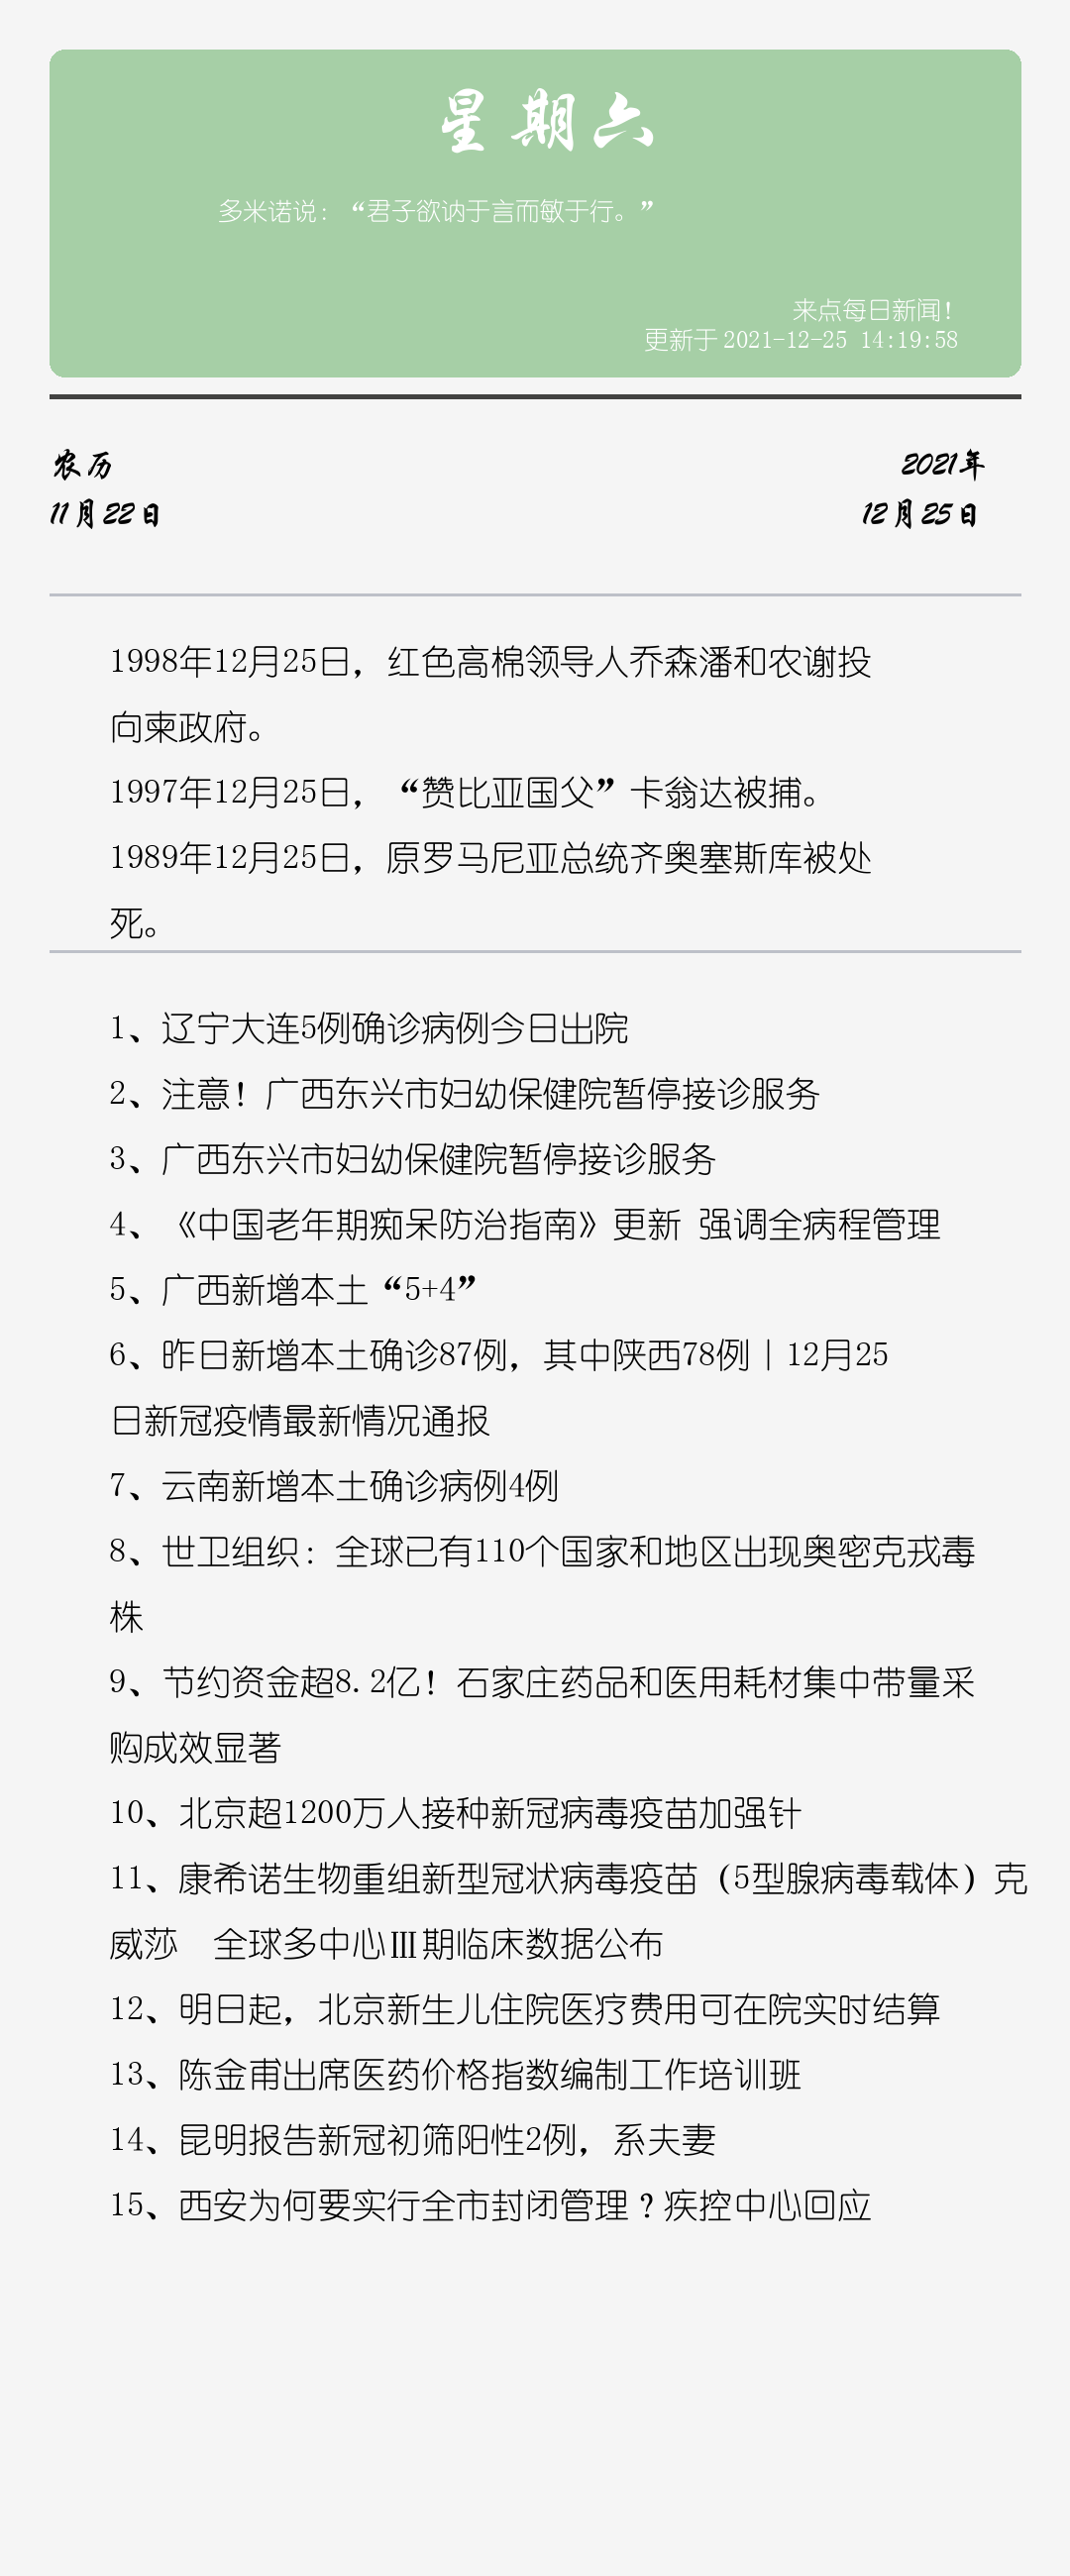 星期六
多米诺说：“君子欲讷于言而敏于行。”
来点每日新闻！
更新于 2021-12-25 14:19:58
农历
2021年
11月22日
12月25日
1998年12月25日，红色高棉领导人乔森潘和农谢投
向柬政府。
1997年12月25日，“赞比亚国父”卡翁达被捕。
1989年12月25日，原罗马尼亚总统齐奥塞斯库被处
死。
1、辽宁大连5例确诊病例今日出院
2、注意！广西东兴市妇幼保健院暂停接诊服务
3、广西东兴市妇幼保健院暂停接诊服务
4、《中国老年期痴呆防治指南》更新 强调全病程管理
5、广西新增本土“5+4”
6、昨日新增本土确诊87例，其中陕西78例｜12月25
日新冠疫情最新情况通报
7、云南新增本土确诊病例4例
8、世卫组织：全球已有110个国家和地区出现奥密克戎毒
株
9、节约资金超8.2亿！石家庄药品和医用耗材集中带量采
购成效显著
10、北京超1200万人接种新冠病毒疫苗加强针
11、康希诺生物重组新型冠状病毒疫苗（5型腺病毒载体）克
威莎　全球多中心Ⅲ期临床数据公布
12、明日起，北京新生儿住院医疗费用可在院实时结算
13、陈金甫出席医药价格指数编制工作培训班
14、昆明报告新冠初筛阳性2例，系夫妻
15、西安为何要实行全市封闭管理？疾控中心回应